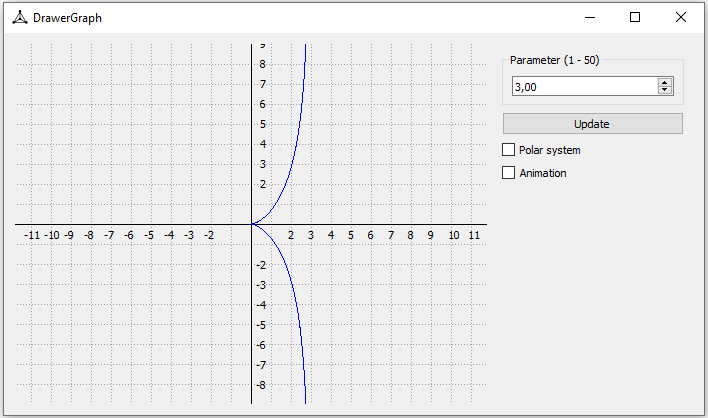 DrawerGraph
9
8
7
6
5
4
3
2
-11 -10 -9 -8 -7 -6 -5 -4 -3 -2 2 3 4 5 6 7 8 9 10 11
-2
-3
-4
-5
-6
-7
-8
Parameter (1 - 50)
3,00
Update
Polar system
Animation